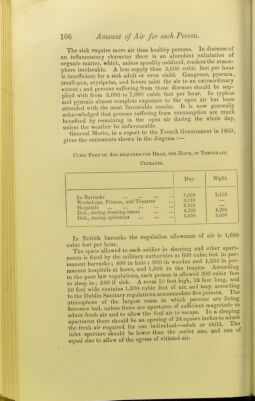 106 Amount of Air for each Person.
The sick require more air than healthy persons. In diseases of
an inflammatory character there is an abundant exhalation of
organic matter, which, unless speedily oxidised, renders the atmos-
phere intolerable. A less supply than 3,500 cubic feet per hour
is insufficient for a sick adult or even child. Gangrene, pyæmia,
small-pox, erysipelas, and fevers taint the air to an extraordinary
extent; and persons suffering from these diseases should be sup-
plied with from 5,000 to 7,000 cubic feet per hour. In typhus
and pyæmia almost complete exposure to the open air has been
attended with the most favourable results. It is now generally
acknowledged that persons suffering from consumption are much
benefited by remaining in the open air during the whole day,
unless the weather be unfavourable.
General Morin, in a report to the French Government in 1860,
gives the statements shown in the diagram :—
Cubic Feet of Air required per Head, per Hour, in Temperate
Climates.
Day. Night.
In Barracks 1,059 2,118
Workshops, Prisons, and Theatres 2,118
Hospitals
Ditd., during dressing-hours 4,236 4,236
Ditd., during epidemics
In British barracks the regulation allowance of air is 1,000
cubic feet per hour.
The space allowed to each soldier in sleeping and other apart-
ments is fixed by the military authorities at 600 cubic feet in per-
manent barracks; 400 in huts; 600 in wooden and 1,200 in per-
manent hospitals at home, and 1,500 in the tropics. According
to the poor law regulations, each person is allowed 300 cubic feet
to sleep in; 500 if sick. A room 10 feet high, 15 feet long, and
10 feet wide contains 1,500 cubic feet of air, and may, according
to the Dublin Sanitary regulations, accommodate five persons. The
atmosphere of the largest room in which persons are living
becomes bad, unless there are apertures of sufficient magnitude to
admit fresh air and to allow the foul air to escape. In a sleeping
apartment there should be an opening of 24 square inches to admit
the fresh air required for one individual—adult or child. The
inlet aperture should be lower than the outlet one, and one of
equal size to allow of the egress of vitiated air.